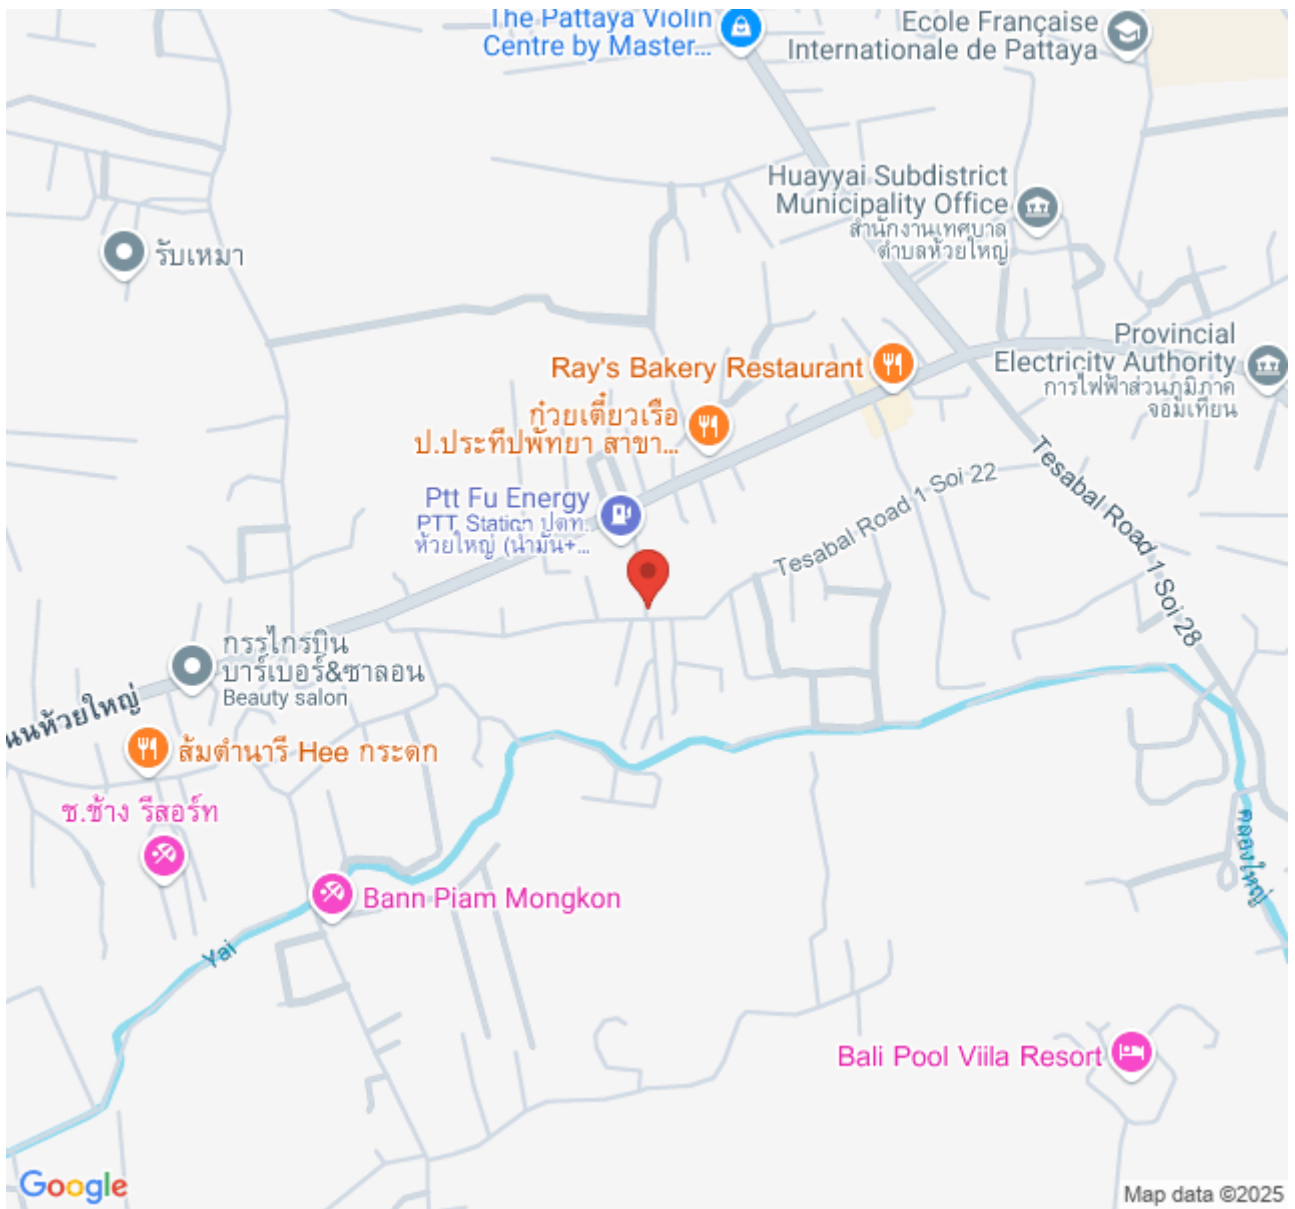 The Pattaya Violin
Centre by Master...
Ecole Française
Internationale de Pattaya
Huayyai Subdistrict
Municipality Office
สำนักงานเทศบาล
ตำบลห้วยใหญ่
รับเหมา
Provincial
Electricity Authority
การไฟฟ้าส่วนภูมิภาค
จอมเทียน
Ray's Bakery Restaurant
ก๋วยเตี๋ยวเรือ
ป.ประทีปพัทยา สาขา...
Tesabal Road 1 Soi 22
Tesabal Road 1 Soi 28
Ptt Fu Energy
PTT Station ปตท.
ห้วยใหญ่ (น้ำมัน+...
กรรไกรบิน
บาร์เบอร์&ซาลอน
Beauty salon
นนห้วยใหญ่
ส้มตำนารี Hee กระดก
ช.ช้าง รีสอร์ท
คลองใหญ่
Bann Piam Mongkon
Yai
Bali Pool Viila Resort
Google
Map data ©2025